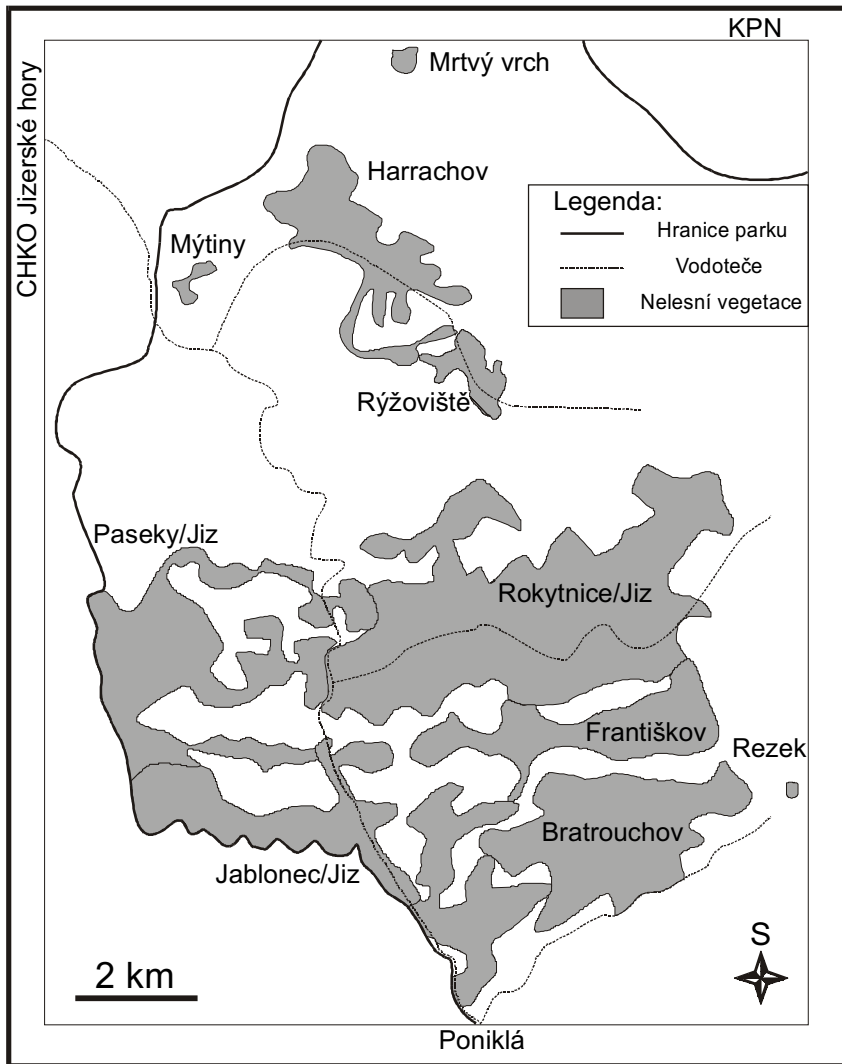 KPN
CHKO Jizerské hory
Mrtvý vrch
Harrachov
Legenda:
Hranice parku
Vodoteče
Nelesní vegetace
Mýtiny
Rýžoviště
Paseky/Jiz
Rokytnice/Jiz
Františkov
Rezek
Bratrouchov
Jablonec/Jiz
S
2 km
Poniklá